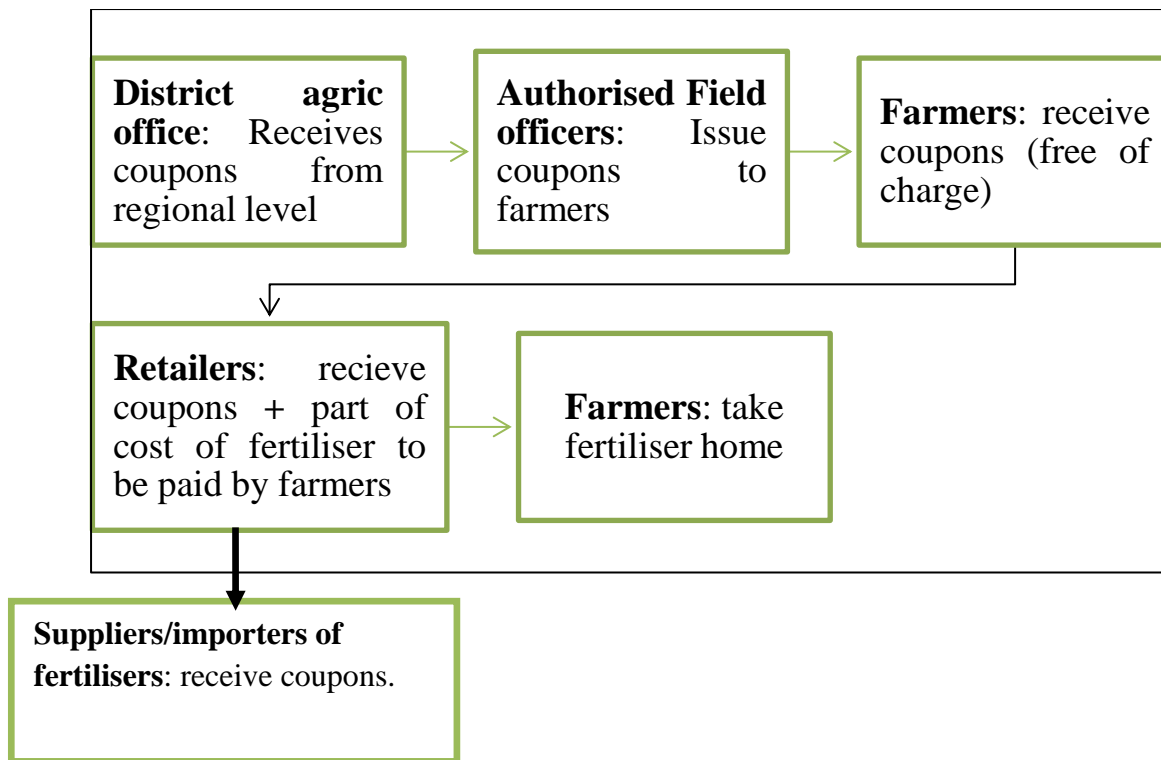 District agric
office: Receives
coupons from
regional level
Authorised Field
officers: Issue
coupons to
farmers
Farmers: receive
coupons (free of
charge)
Retailers: recieve
coupons + part of
cost of fertiliser to
be paid by farmers
Farmers: take
fertiliser home
Suppliers/importers of
fertilisers: receive coupons.